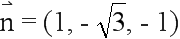 n⃗ = (1, - √3, - 1)